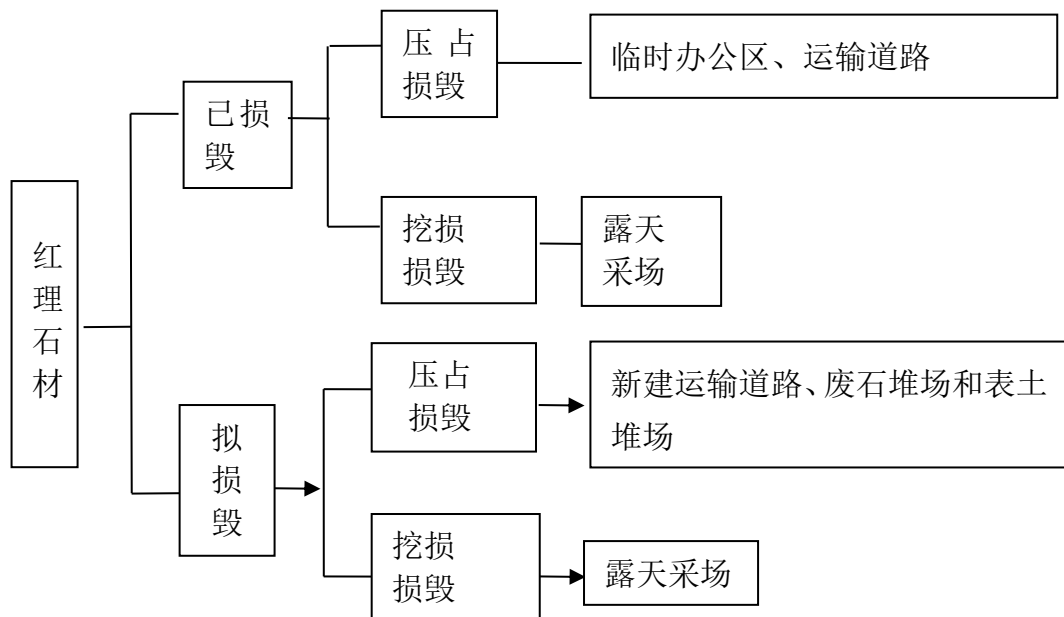 压占
损毁
临时办公区、运输道路
已损
毁
挖损
损毁
露天
采场
红
理
石
材
压占
损毁
新建运输道路、废石堆场和表土
堆场
拟
损
毁
挖损
损毁
露天采场